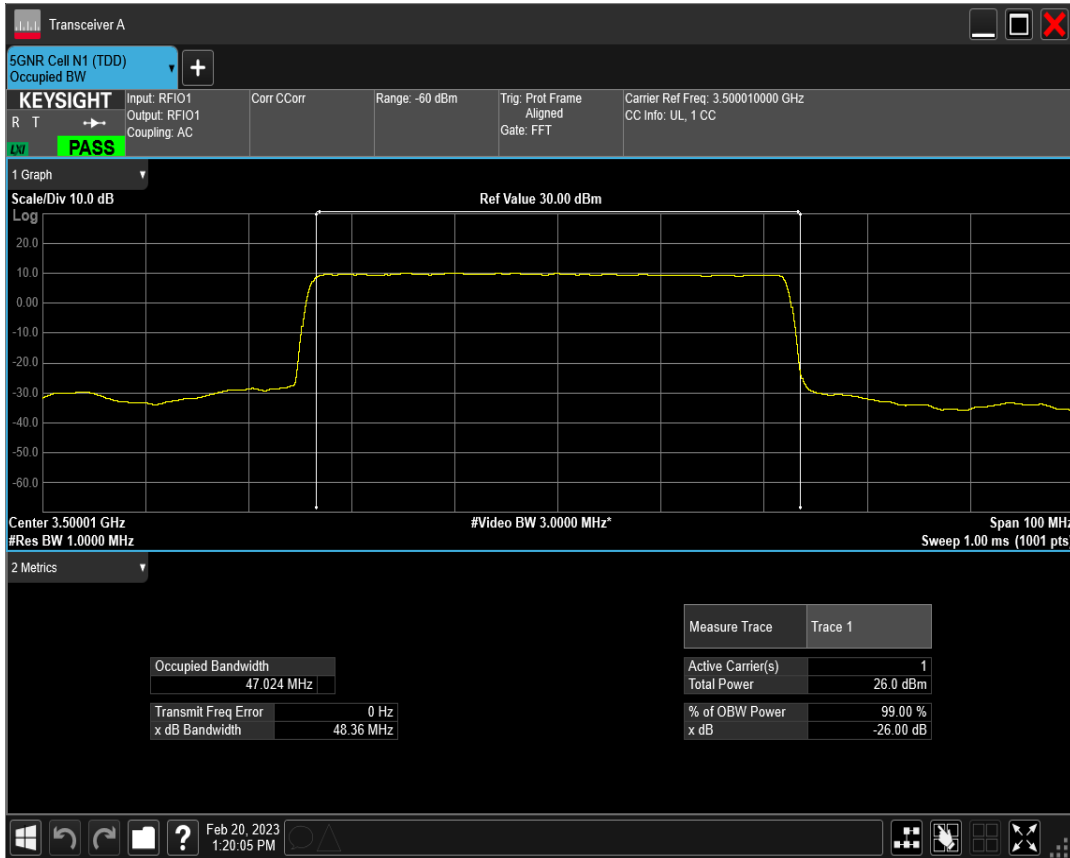 Transceiver A
5GNR Cell N1 (TDD)
Occupied BW
+
KEYSIGHT
R T
LXI
PASS
Input: RFIO1
Output: RFIO1
Coupling: AC
Corr CCorr
Range: -60 dBm
Trig: Prot Frame
Aligned
Gate: FFT
Carrier Ref Freq: 3.500010000 GHz
CC Info: UL, 1 CC
1 Graph
Scale/Div 10.0 dB
Ref Value 30.00 dBm
Log
20.0
10.0
0.00
-10.0
-20.0
-30.0
-40.0
-50.0
-60.0
Center 3.50001 GHz
#Video BW 3.0000 MHz*
Span 100 MHz
#Res BW 1.0000 MHz
Sweep 1.00 ms (1001 pts)
2 Metrics
Measure Trace Trace 1
Occupied Bandwidth
47.024 MHz
Transmit Freq Error 0 Hz
x dB Bandwidth 48.36 MHz
Active Carrier(s) 1
Total Power 26.0 dBm
% of OBW Power 99.00 %
x dB -26.00 dB
?
Feb 20, 2023
1:20:05 PM